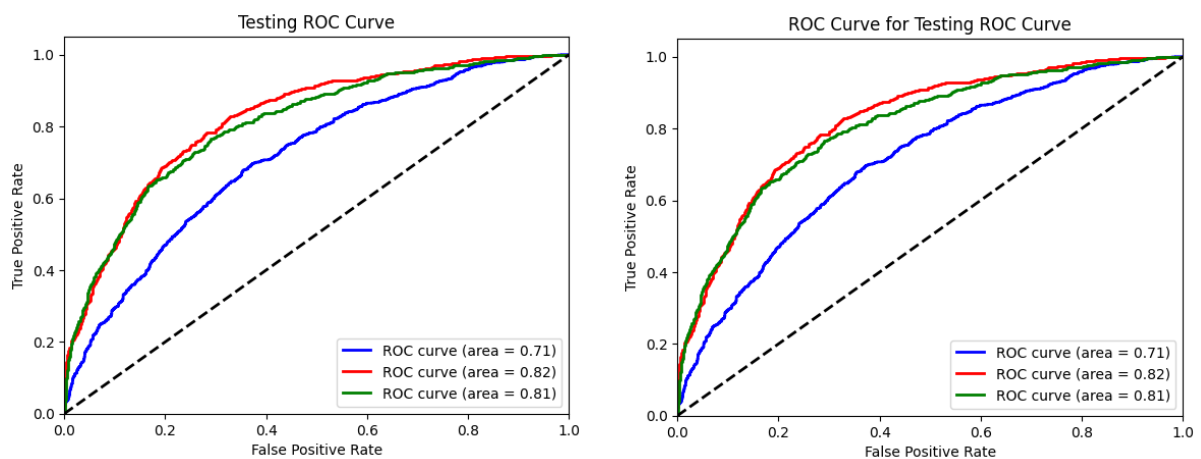 Testing ROC Curve
True Positive Rate
1.0
0.8
0.6
0.4
0.2
0.0
ROC curve (area = 0.71)
ROC curve (area = 0.82)
ROC curve (area = 0.81)
0.0 0.2 0.4 0.6 0.8 1.0
False Positive Rate
ROC Curve for Testing ROC Curve
True Positive Rate
1.0
0.8
0.6
0.4
0.2
0.0
ROC curve (area = 0.71)
ROC curve (area = 0.82)
ROC curve (area = 0.81)
0.0 0.2 0.4 0.6 0.8 1.0
False Positive Rate